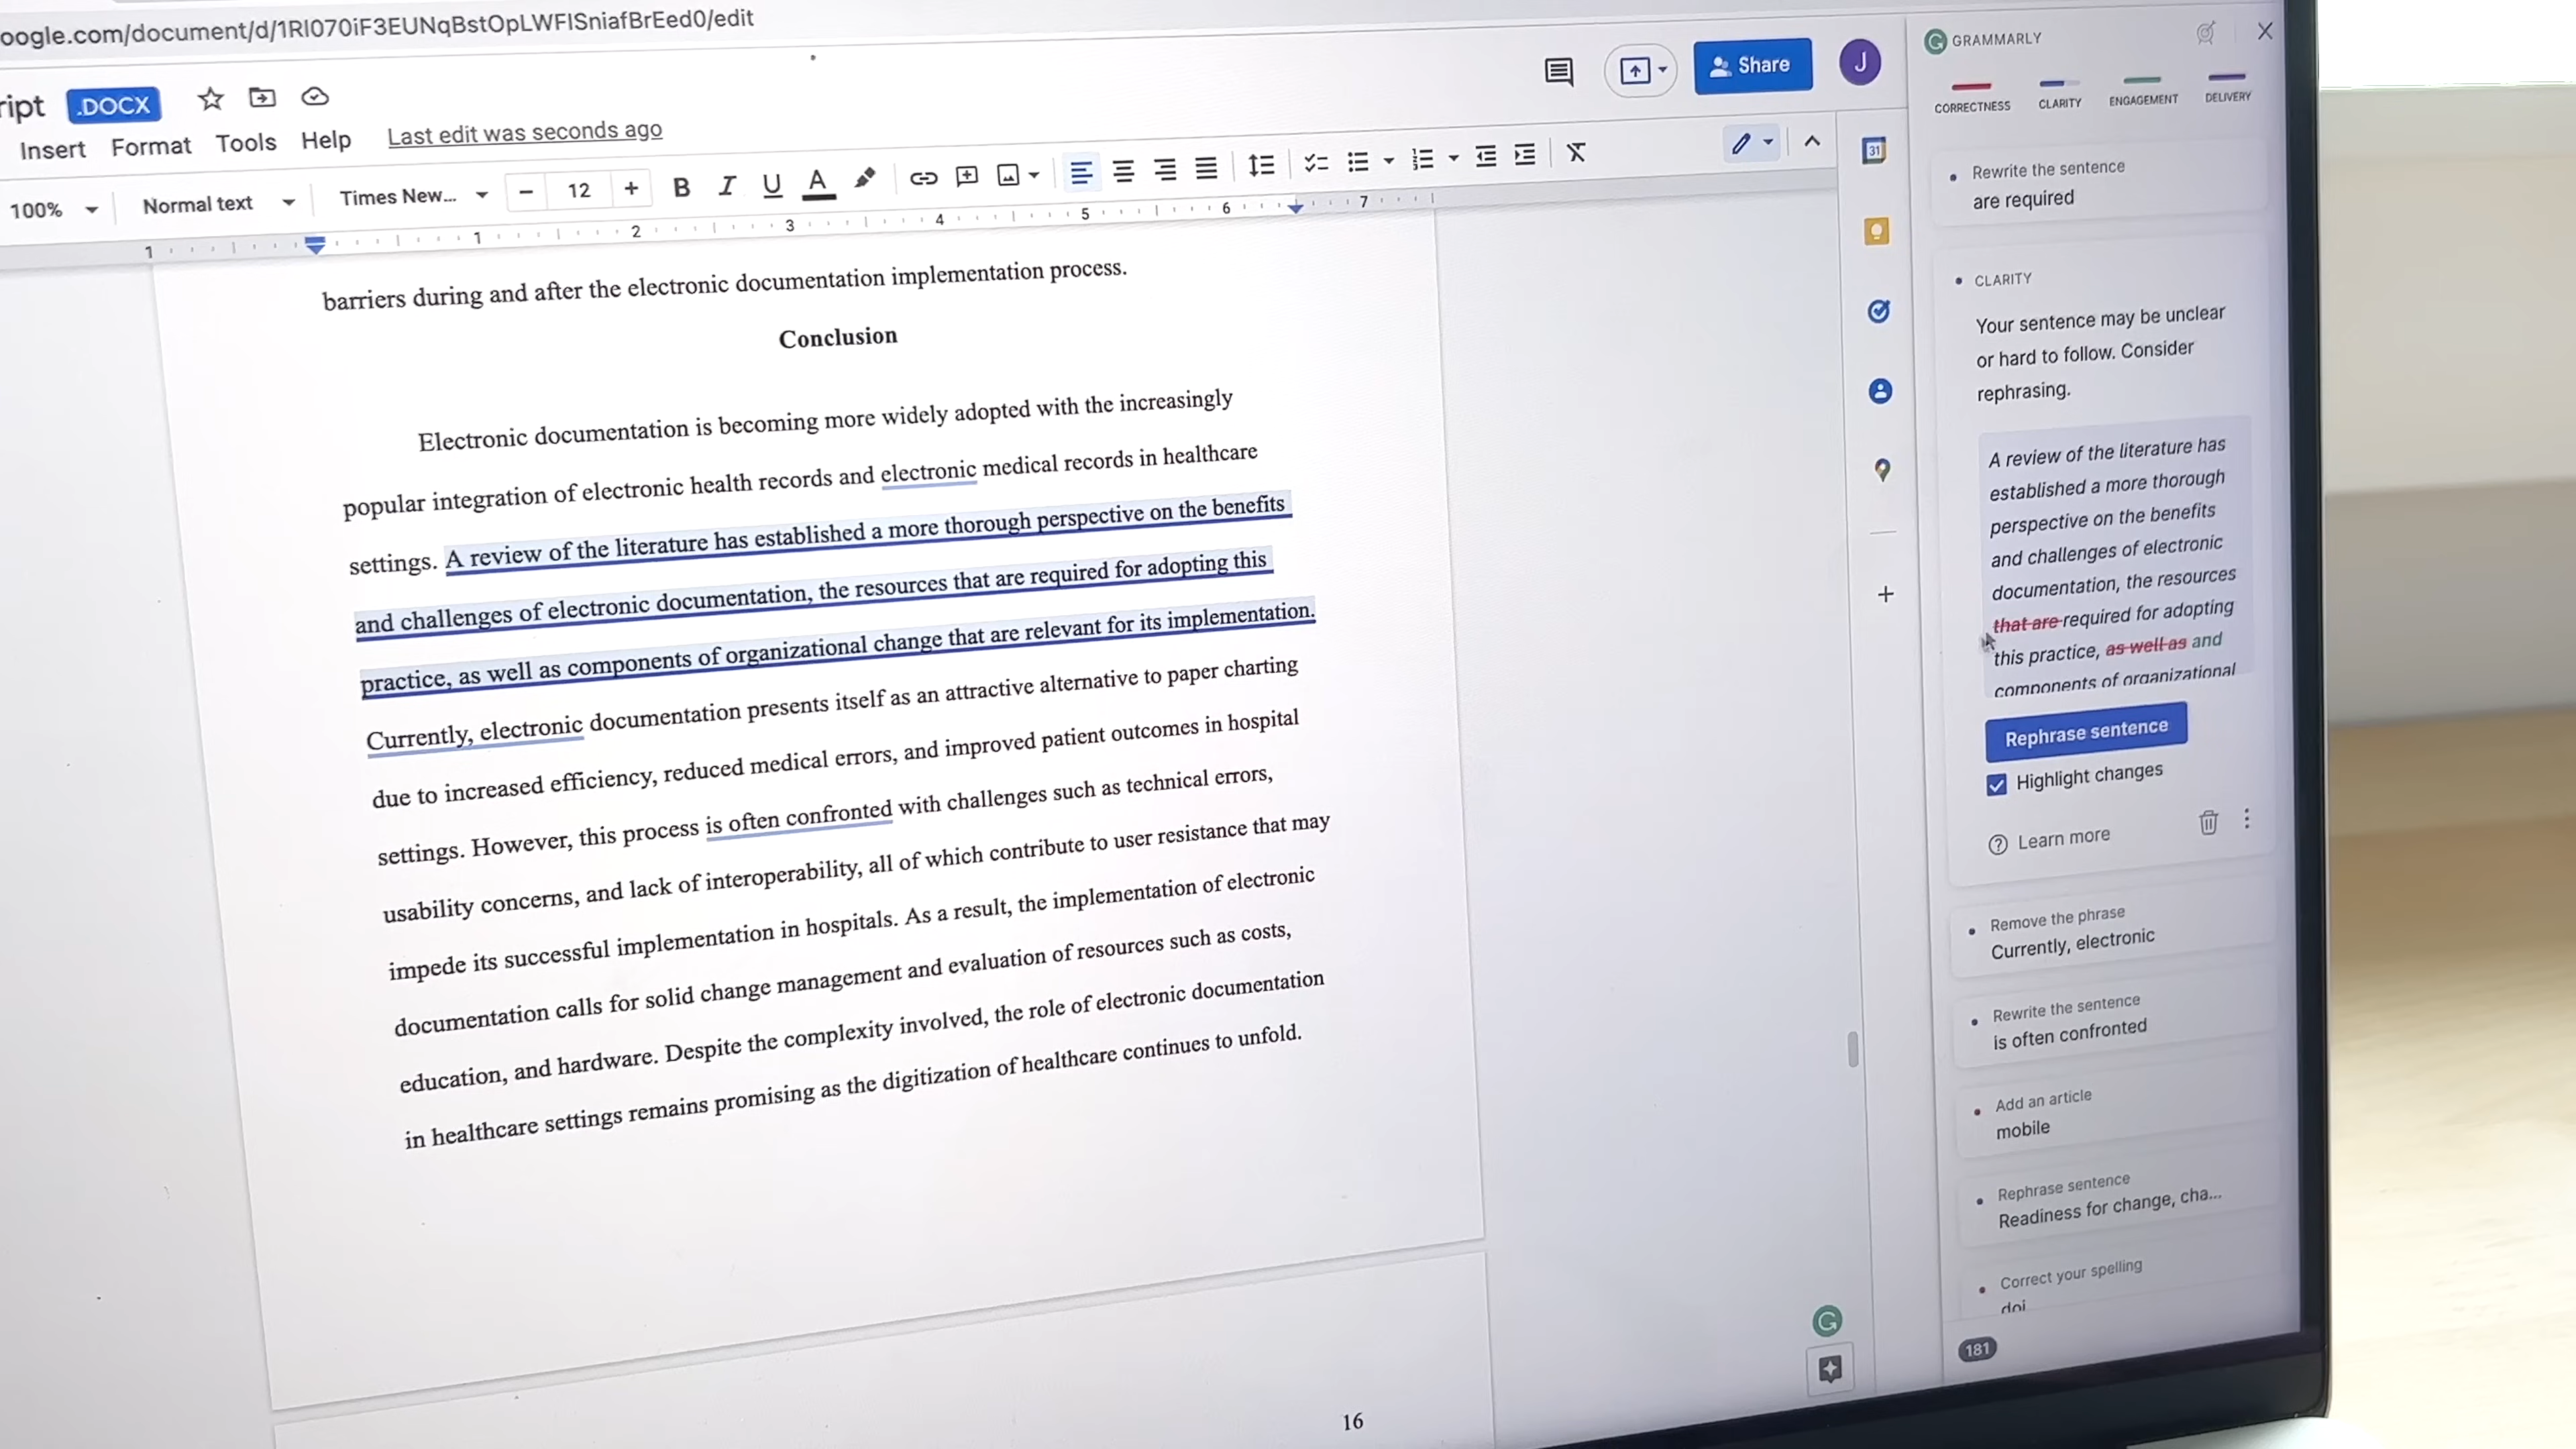 oogle.com/document/d/1RI070iF3EUNqBstOpLWFISniafBrEed0/edit
ript .DOCX
Share
J
Insert Format Tools Help Last edit was seconds ago
100% Normal text Times New... − 12 + B I U A
1 1 2 3 4 5 6 7
31
barriers during and after the electronic documentation implementation process.
Conclusion
Electronic documentation is becoming more widely adopted with the increasingly
popular integration of electronic health records and electronic medical records in healthcare
settings. A review of the literature has established a more thorough perspective on the benefits
and challenges of electronic documentation, the resources that are required for adopting this
practice, as well as components of organizational change that are relevant for its implementation.
Currently, electronic documentation presents itself as an attractive alternative to paper charting
due to increased efficiency, reduced medical errors, and improved patient outcomes in hospital
settings. However, this process is often confronted with challenges such as technical errors,
usability concerns, and lack of interoperability, all of which contribute to user resistance that may
impede its successful implementation in hospitals. As a result, the implementation of electronic
documentation calls for solid change management and evaluation of resources such as costs,
education, and hardware. Despite the complexity involved, the role of electronic documentation
in healthcare settings remains promising as the digitization of healthcare continues to unfold.
16
GRAMMARLY
CORRECTNESS CLARITY ENGAGEMENT DELIVERY
Rewrite the sentence
are required
CLARITY
Your sentence may be unclear
or hard to follow. Consider
rephrasing.
A review of the literature has
established a more thorough
perspective on the benefits
and challenges of electronic
documentation, the resources
that are required for adopting
this practice, as well as and
components of organizational
Rephrase sentence
Highlight changes
Learn more
Remove the phrase
Currently, electronic
Rewrite the sentence
is often confronted
Add an article
mobile
Rephrase sentence
Readiness for change, cha...
Correct your spelling
doi
181